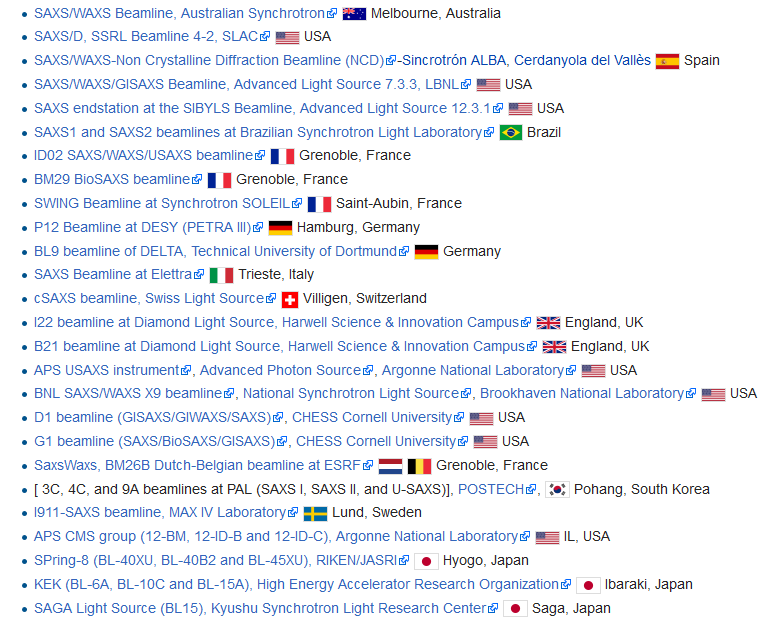 SAXS/WAXS Beamline, Australian Synchrotron Melbourne, Australia
SAXS/D, SSRL Beamline 4-2, SLAC USA
SAXS/WAXS-Non Crystalline Diffraction Beamline (NCD)-Sincrotrón ALBA, Cerdanyola del Vallès Spain
SAXS/WAXS/GISAXS Beamline, Advanced Light Source 7.3.3, LBNL USA
SAXS endstation at the SIBYLS Beamline, Advanced Light Source 12.3.1 USA
SAXS1 and SAXS2 beamlines at Brazilian Synchrotron Light Laboratory Brazil
ID02 SAXS/WAXS/USAXS beamline Grenoble, France
BM29 BioSAXS beamline Grenoble, France
SWING Beamline at Synchrotron SOLEIL Saint-Aubin, France
P12 Beamline at DESY (PETRA III) Hamburg, Germany
BL9 beamline of DELTA, Technical University of Dortmund Germany
SAXS Beamline at Elettra Trieste, Italy
cSAXS beamline, Swiss Light Source Villigen, Switzerland
I22 beamline at Diamond Light Source, Harwell Science & Innovation Campus England, UK
B21 beamline at Diamond Light Source, Harwell Science & Innovation Campus England, UK
APS USAXS instrument, Advanced Photon Source, Argonne National Laboratory USA
BNL SAXS/WAXS X9 beamline, National Synchrotron Light Source, Brookhaven National Laboratory USA
D1 beamline (GISAXS/GIWAXS/SAXS), CHESS Cornell University USA
G1 beamline (SAXS/BioSAXS/GISAXS), CHESS Cornell University USA
SaxsWaxs, BM26B Dutch-Belgian beamline at ESRF Grenoble, France
[ 3C, 4C, and 9A beamlines at PAL (SAXS I, SAXS II, and U-SAXS)], POSTECH, Pohang, South Korea
I911-SAXS beamline, MAX IV Laboratory Lund, Sweden
APS CMS group (12-BM, 12-ID-B and 12-ID-C), Argonne National Laboratory IL, USA
SPring-8 (BL-40XU, BL-40B2 and BL-45XU), RIKEN/JASRI Hyogo, Japan
KEK (BL-6A, BL-10C and BL-15A), High Energy Accelerator Research Organization Ibaraki, Japan
SAGA Light Source (BL15), Kyushu Synchrotron Light Research Center Saga, Japan